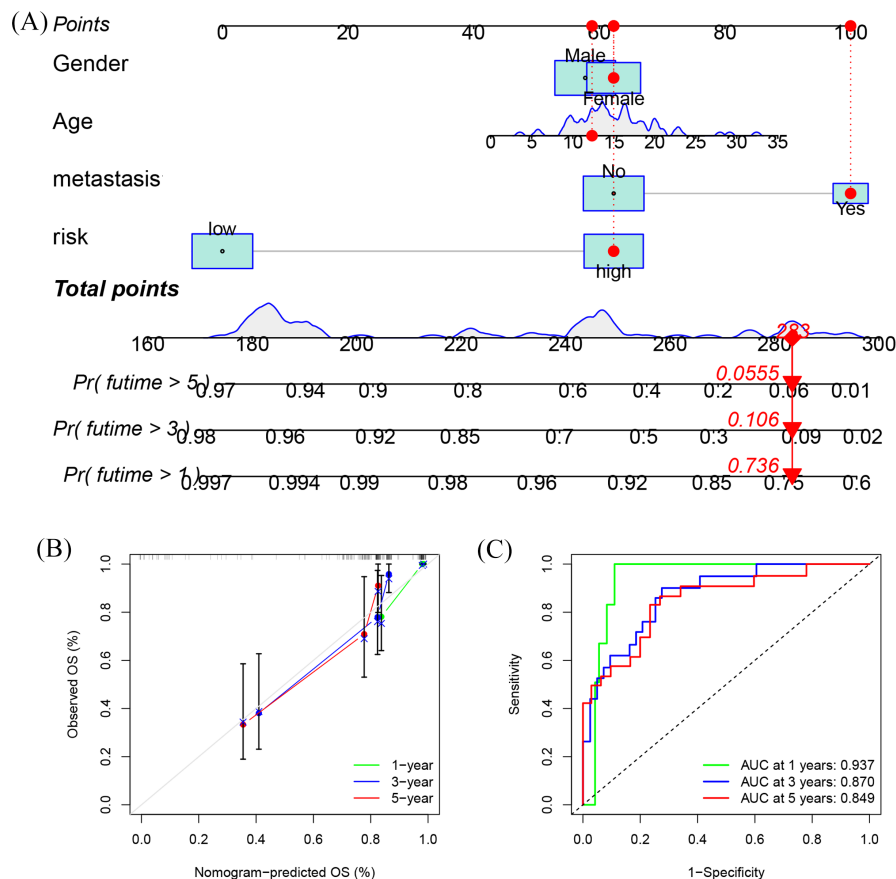 (A)
Points
0 20 40 60 80 100
Gender
Male
Female
Age
0 5 10 15 20 25 30 35
metastasis
No
Yes
risk
low
high
Total points
283
160 180 200 220 240 260 280 300
0.0555
Pr( futime > 5 )
0.97 0.94 0.9 0.8 0.6 0.4 0.2 0.06 0.01
0.106
Pr( futime > 3 )
0.98 0.96 0.92 0.85 0.7 0.5 0.3 0.09 0.02
0.736
Pr( futime > 1 )
0.997 0.994 0.99 0.98 0.96 0.92 0.85 0.75 0.6
(B)
Observed OS (%)
1.0
0.8
0.6
0.4
0.2
0.0
1-year
3-year
5-year
0.0 0.2 0.4 0.6 0.8 1.0
Nomogram-predicted OS (%)
(C)
Sensitivity
1.0
0.8
0.6
0.4
0.2
0.0
AUC at 1 years: 0.937
AUC at 3 years: 0.870
AUC at 5 years: 0.849
0.0 0.2 0.4 0.6 0.8 1.0
1-Specificity